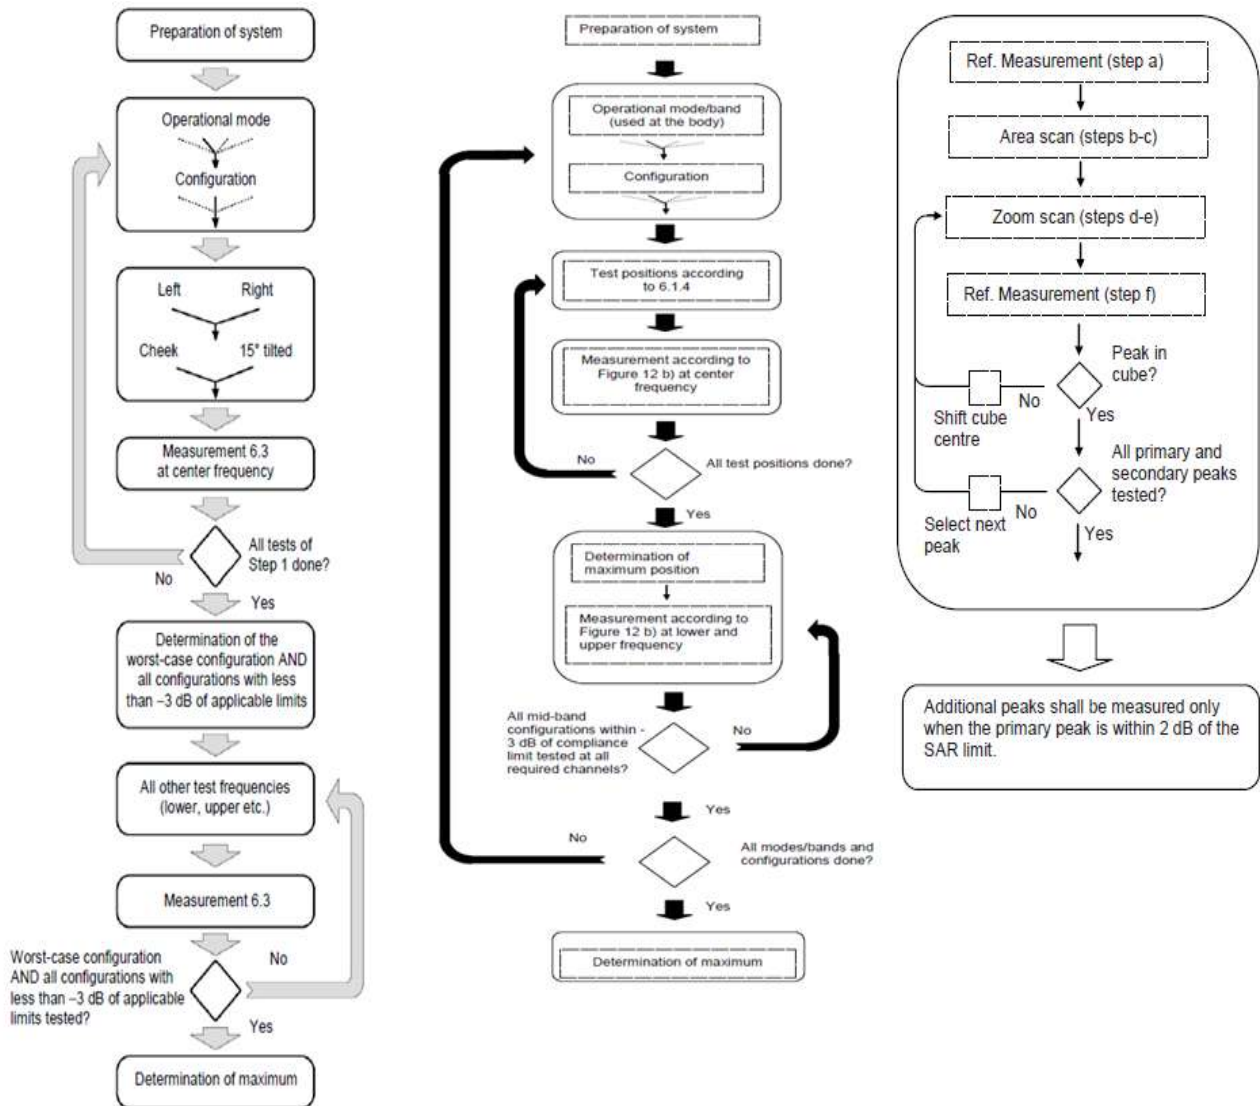 Preparation of system
Operational mode
Configuration
Left Right
Cheek 15° tilted
Measurement 6.3
at center frequency
All tests of
Step 1 done?
No
Yes
Determination of the
worst-case configuration AND
all configurations with less
than –3 dB of applicable limits
All other test frequencies
(lower, upper etc.)
Measurement 6.3
Worst-case configuration
AND all configurations with
less than –3 dB of applicable
limits tested?
No
Yes
Determination of maximum
Preparation of system
Operational mode/band
(used at the body)
Configuration
Test positions according
to 6.1.4
Measurement according to
Figure 12 b) at center
frequency
No
All test positions done?
Yes
Determination of
maximum position
Measurement according to
Figure 12 b) at lower and
upper frequency
All mid-band
configurations within -
3 dB of compliance
limit tested at all
required channels?
No
Yes
No
All modes/bands and
configurations done?
Yes
Determination of maximum
Ref. Measurement (step a)
Area scan (steps b-c)
Zoom scan (steps d-e)
Ref. Measurement (step f)
Peak in
cube?
No
Yes
Shift cube
centre
All primary and
secondary peaks
tested?
No
Yes
Select next
peak
Additional peaks shall be measured only
when the primary peak is within 2 dB of the
SAR limit.